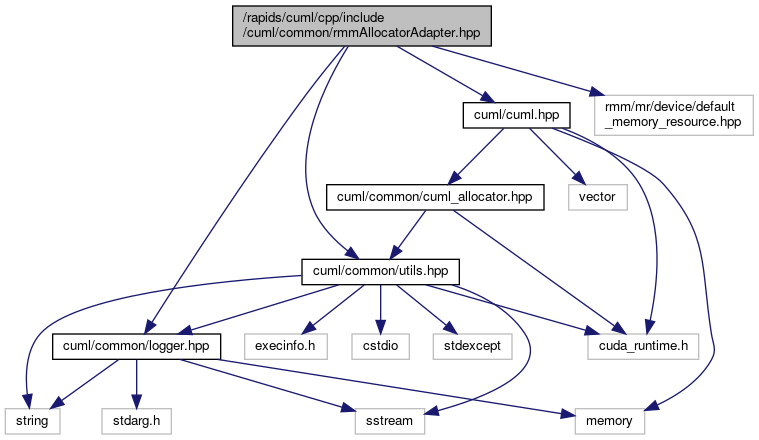 /rapids/cuml/cpp/include
/cuml/common/rmmAllocatorAdapter.hpp
rmm/mr/device/default
_memory_resource.hpp
cuml/cuml.hpp
cuml/common/cuml_allocator.hpp
vector
cuml/common/utils.hpp
cuml/common/logger.hpp
execinfo.h
cstdio
stdexcept
cuda_runtime.h
string
stdarg.h
sstream
memory